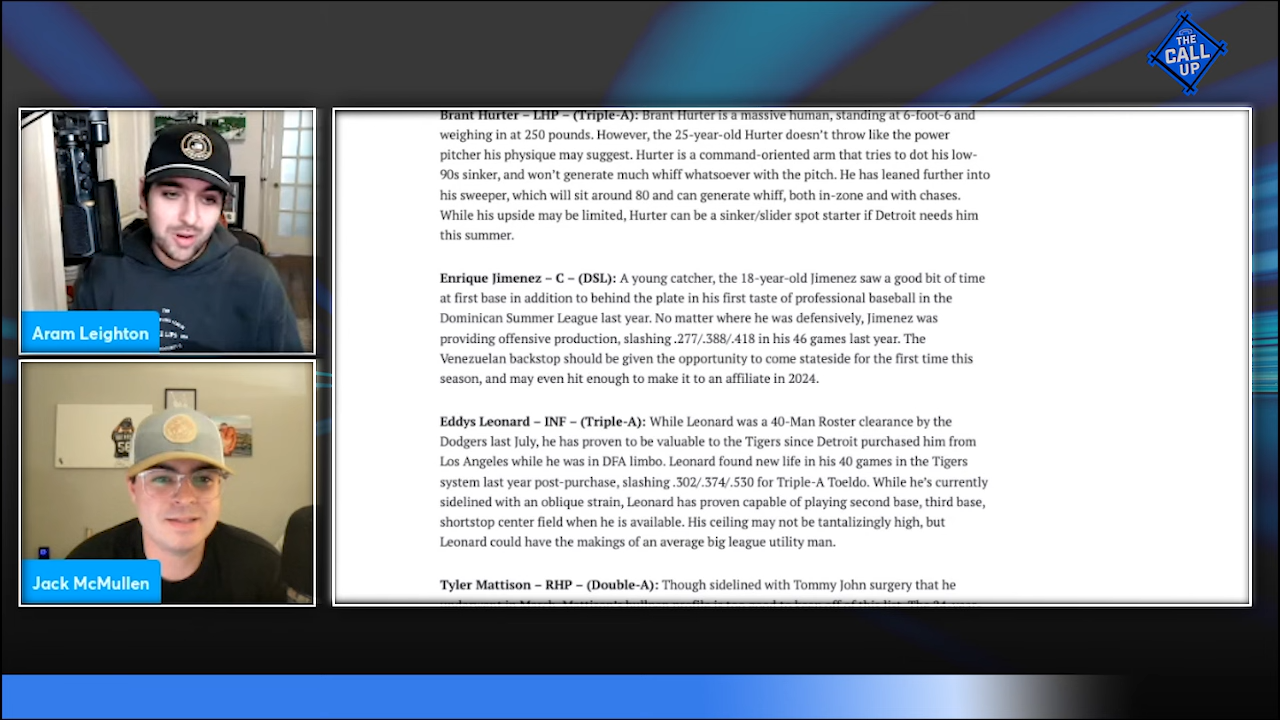 THE
CALL
UP
Brant Hurter – LHP – (Triple-A): Brant Hurter is a massive human, standing at 6-foot-6 and
weighing in at 250 pounds. However, the 25-year-old Hurter doesn't throw like the power
pitcher his physique may suggest. Hurter is a command-oriented arm that tries to dot his low-
90s sinker, and won't generate much whiff whatsoever with the pitch. He has leaned further into
his sweeper, which will sit around 80 and can generate whiff, both in-zone and with chases.
While his upside may be limited, Hurter can be a sinker/slider spot starter if Detroit needs him
this summer.
Enrique Jimenez – C – (DSL): A young catcher, the 18-year-old Jimenez saw a good bit of time
at first base in addition to behind the plate in his first taste of professional baseball in the
Dominican Summer League last year. No matter where he was defensively, Jimenez was
providing offensive production, slashing .277/.388/.418 in his 46 games last year. The
Venezuelan backstop should be given the opportunity to come stateside for the first time this
season, and may even hit enough to make it to an affiliate in 2024.
Eddys Leonard – INF – (Triple-A): While Leonard was a 40-Man Roster clearance by the
Dodgers last July, he has proven to be valuable to the Tigers since Detroit purchased him from
Los Angeles while he was in DFA limbo. Leonard found new life in his 40 games in the Tigers
system last year post-purchase, slashing .302/.374/.530 for Triple-A Toeldo. While he's currently
sidelined with an oblique strain, Leonard has proven capable of playing second base, third base,
shortstop center field when he is available. His ceiling may not be tantalizingly high, but
Leonard could have the makings of an average big league utility man.
Tyler Mattison – RHP – (Double-A): Though sidelined with Tommy John surgery that he
Aram Leighton
Jack McMullen